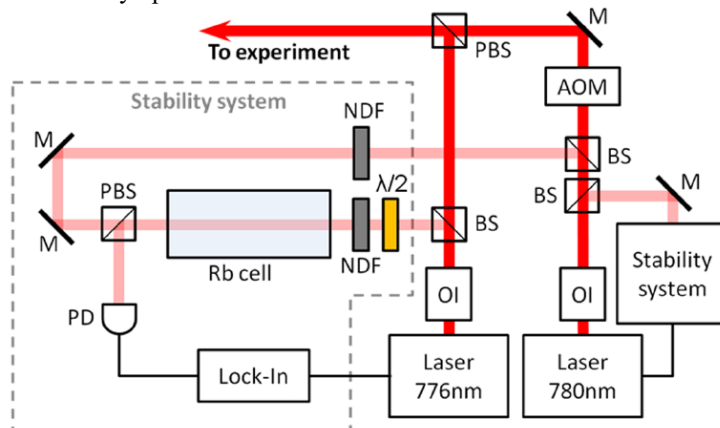 M
To experiment
PBS
Stability system
AOM
NDF
M
BS
λ/2
PBS
BS
M
M
BS
NDF
Rb cell
Stability
system
OI
OI
PD
Laser
776nm
Laser
780nm
Lock-In